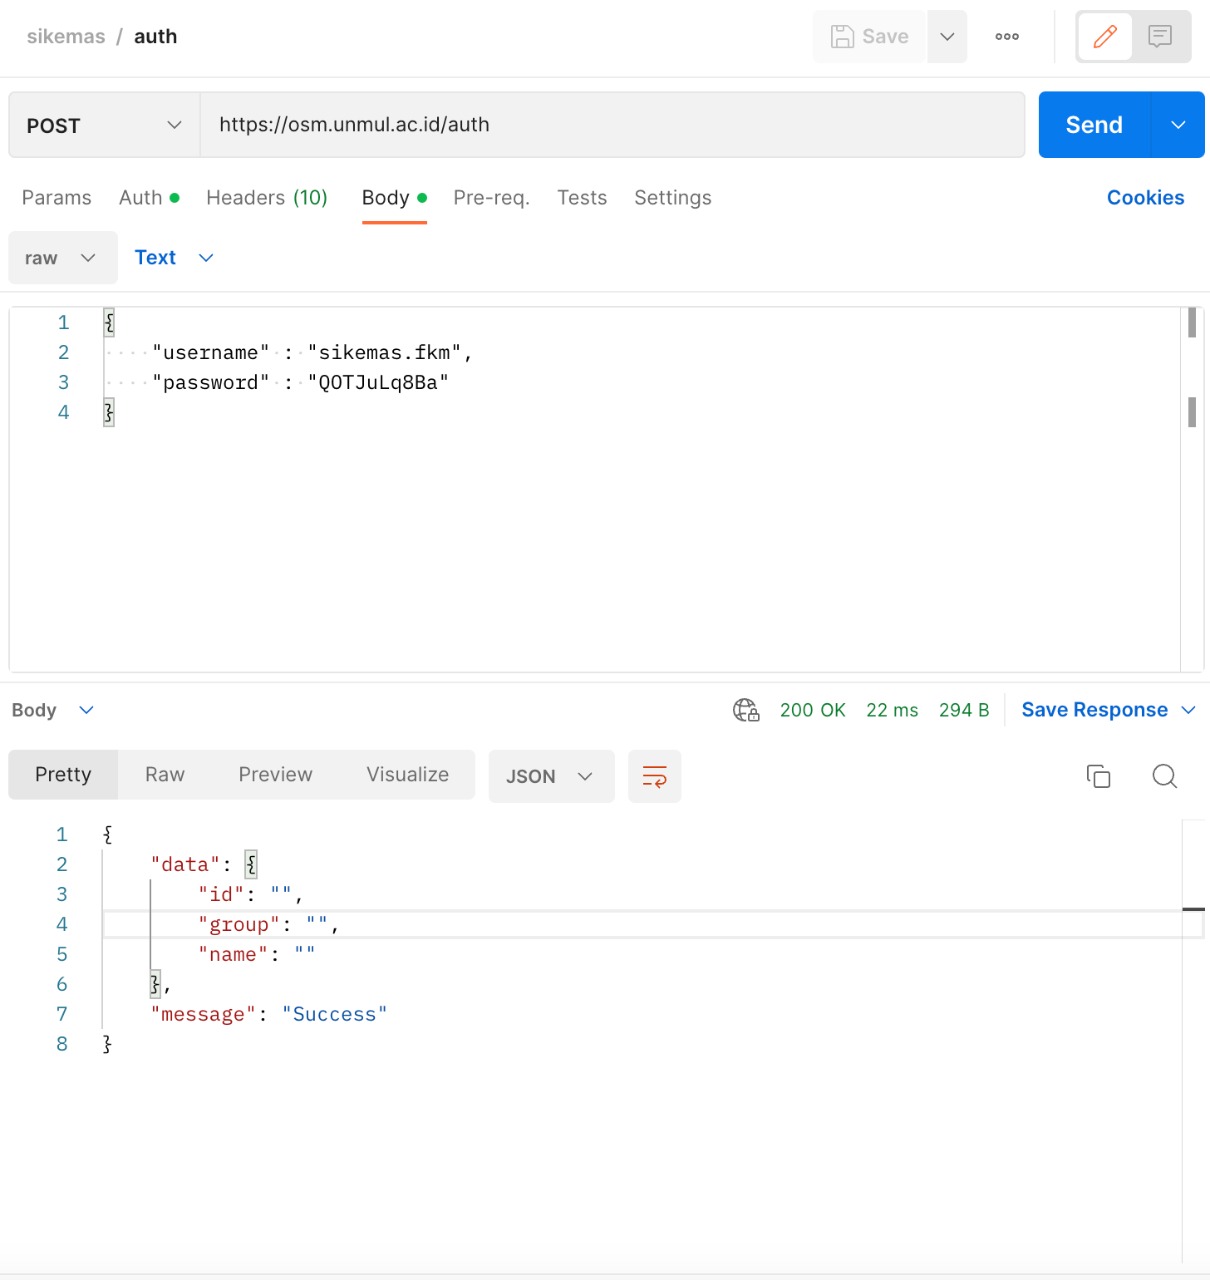 sikemas / auth
Save
POST
https://osm.unmul.ac.id/auth
Send
Params Auth Headers (10) Body Pre-req. Tests Settings Cookies
raw Text
1 {
2 "username" : "sikemas.fkm",
3 "password" : "QOTJuLq8Ba"
4 }
Body 200 OK 22 ms 294 B Save Response
Pretty Raw Preview Visualize JSON
1 {
2 "data": {
3 "id": "",
4 "group": "",
5 "name": ""
6 },
7 "message": "Success"
8 }